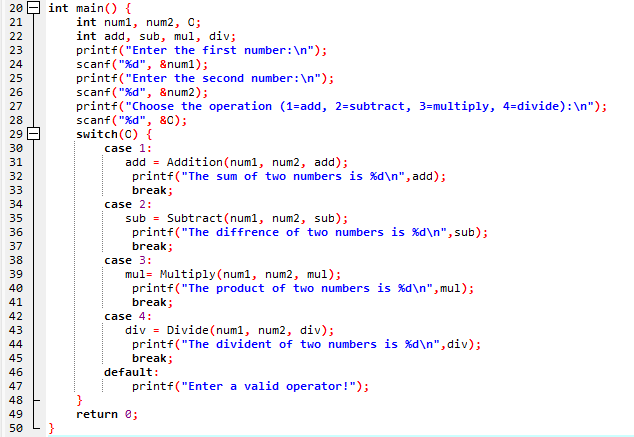 20 int main() {
21     int num1, num2, O;
22     int add, sub, mul, div;
23     printf("Enter the first number:\n");
24     scanf("%d", &num1);
25     printf("Enter the second number:\n");
26     scanf("%d", &num2);
27     printf("Choose the operation (1=add, 2=subtract, 3=multiply, 4=divide):\n");
28     scanf("%d", &O);
29     switch(O) {
30         case 1:
31            add = Addition(num1, num2, add);
32             printf("The sum of two numbers is %d\n",add);
33             break;
34         case 2:
35            sub = Subtract(num1, num2, sub);
36             printf("The diffrence of two numbers is %d\n",sub);
37             break;
38         case 3:
39            mul= Multiply(num1, num2, mul);
40             printf("The product of two numbers is %d\n",mul);
41             break;
42         case 4:
43            div = Divide(num1, num2, div);
44             printf("The divident of two numbers is %d\n",div);
45             break;
46         default:
47             printf("Enter a valid operator!");
48     }
49     return 0;
50 }